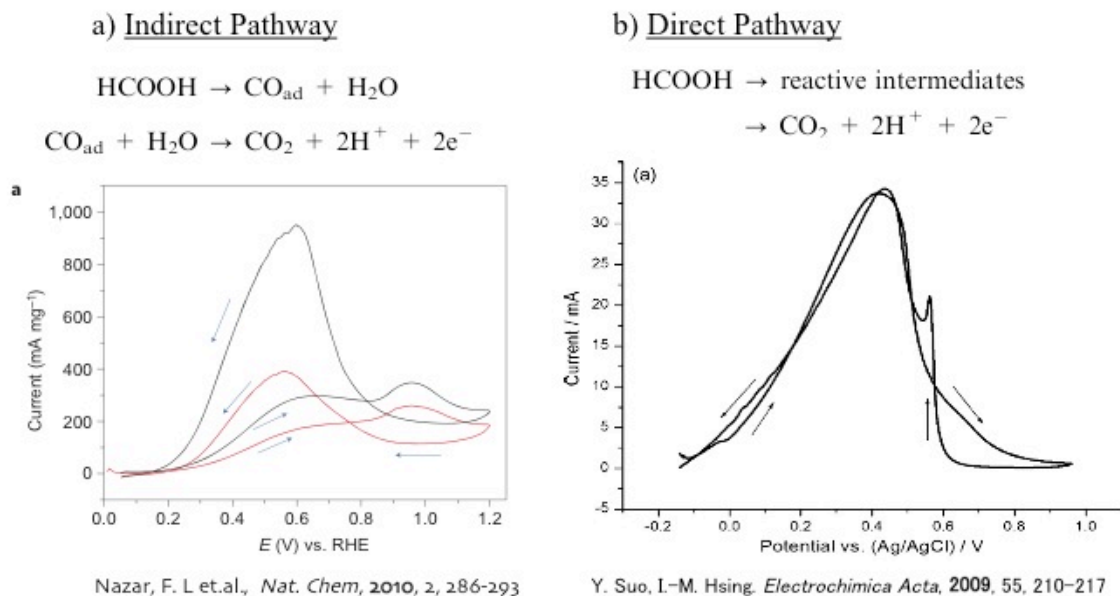 a) Indirect Pathway
HCOOH → CO_ad + H₂O
CO_ad + H₂O → CO₂ + 2H⁺ + 2e⁻
a
1,000
800
600
400
200
0
Current (mA mg⁻¹)
0.0 0.2 0.4 0.6 0.8 1.0 1.2
E (V) vs. RHE
Nazar, F. L et.al., Nat. Chem, 2010, 2, 286-293
b) Direct Pathway
HCOOH → reactive intermediates
→ CO₂ + 2H⁺ + 2e⁻
(a)
35
30
25
20
15
10
5
0
-5
Current / mA
-0.2 0.0 0.2 0.4 0.6 0.8 1.0
Potential vs. (Ag/AgCl) / V
Y. Suo, I.-M. Hsing. Electrochimica Acta, 2009, 55, 210-217